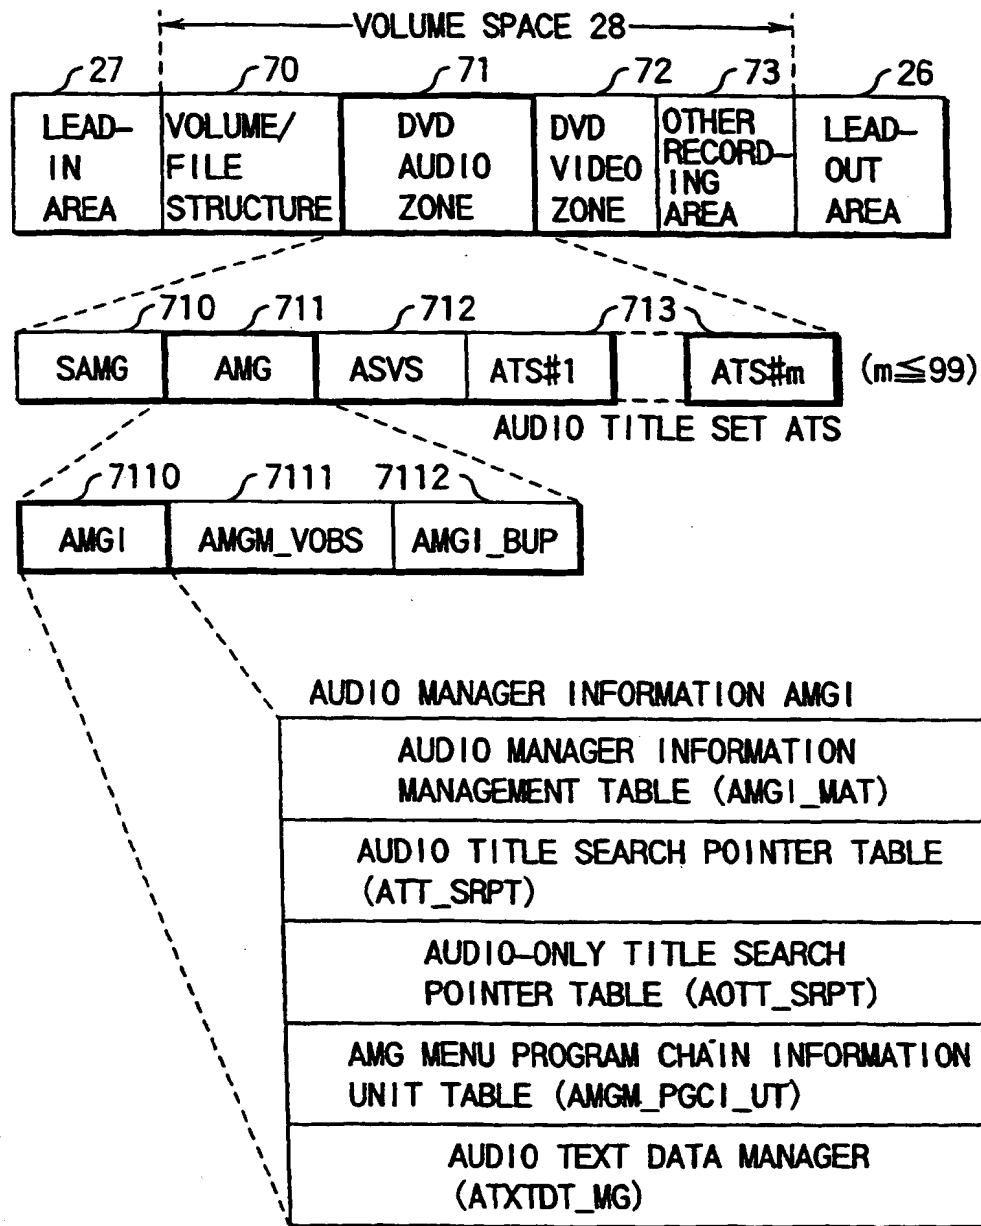 VOLUME SPACE 28
27 70 71 72 73 26
LEAD-IN AREA
VOLUME/FILE STRUCTURE
DVD AUDIO ZONE
DVD VIDEO ZONE
OTHER RECORD-ING AREA
LEAD-OUT AREA
710 711 712 713
SAMG AMG ASVS ATS#1 ATS#m (m≦99)
AUDIO TITLE SET ATS
7110 7111 7112
AMGI AMGM_VOBS AMGI_BUP
AUDIO MANAGER INFORMATION AMGI
AUDIO MANAGER INFORMATION
MANAGEMENT TABLE (AMGI_MAT)
AUDIO TITLE SEARCH POINTER TABLE
(ATT_SRPT)
AUDIO-ONLY TITLE SEARCH
POINTER TABLE (AOTT_SRPT)
AMG MENU PROGRAM CHAIN INFORMATION
UNIT TABLE (AMGM_PGCI_UT)
AUDIO TEXT DATA MANAGER
(ATXTDT_MG)